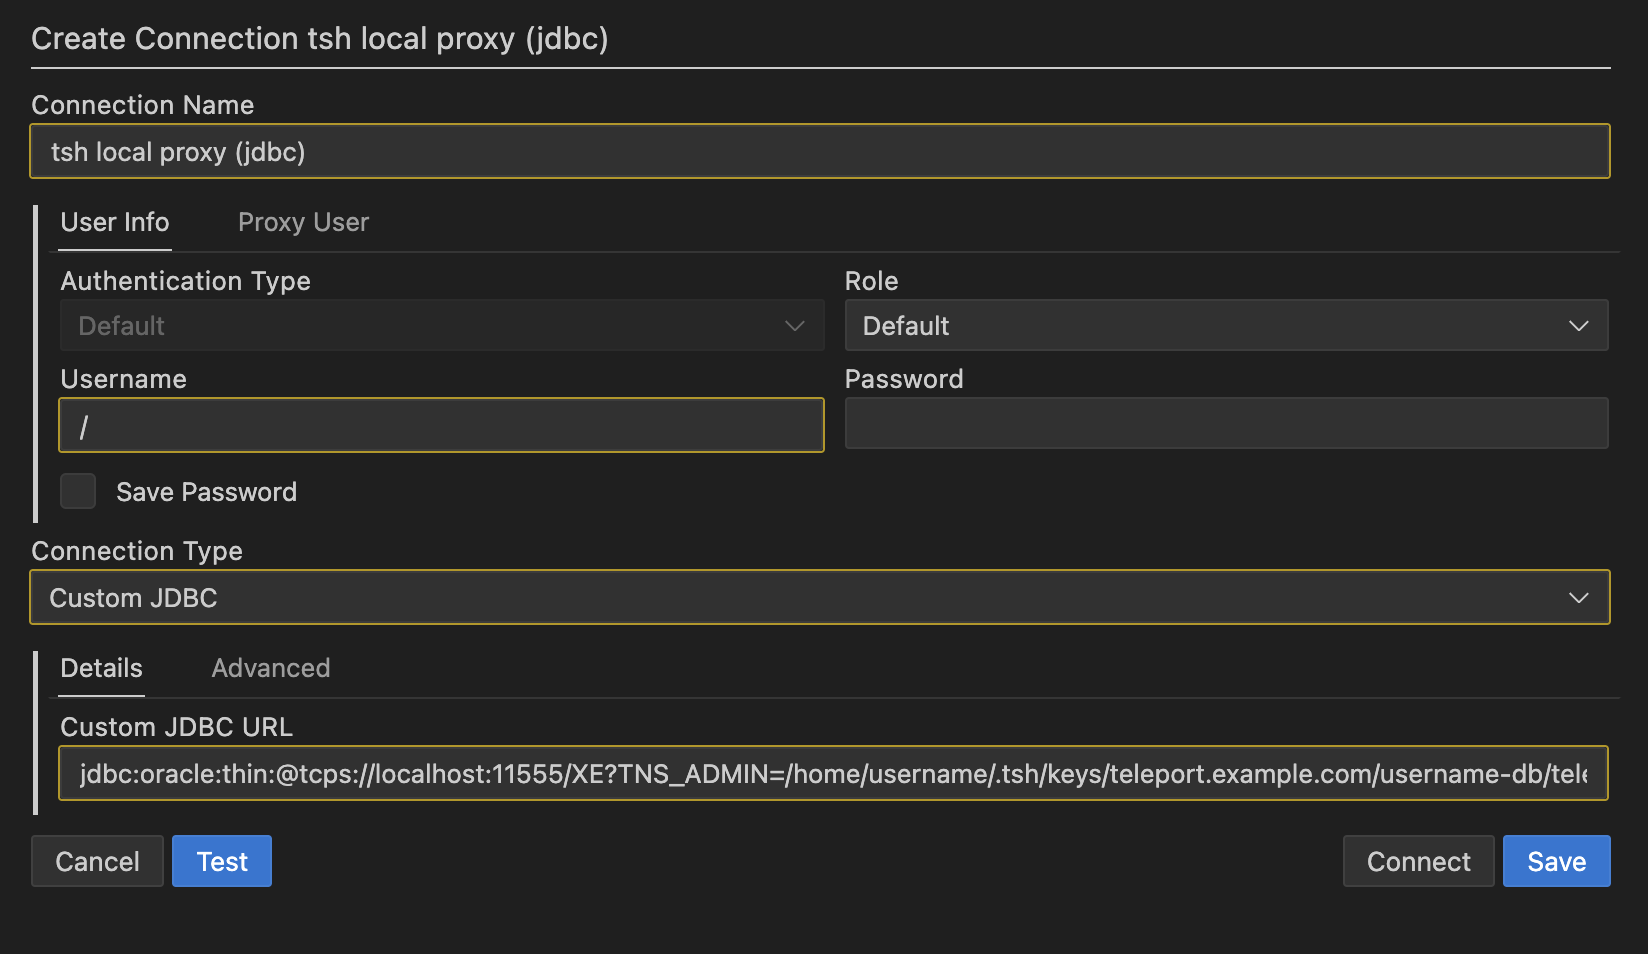 Create Connection tsh local proxy (jdbc)
Connection Name
tsh local proxy (jdbc)
User Info Proxy User
Authentication Type Role
Default Default
Username Password
/
Save Password
Connection Type
Custom JDBC
Details Advanced
Custom JDBC URL
jdbc:oracle:thin:@tcps://localhost:11555/XE?TNS_ADMIN=/home/username/.tsh/keys/teleport.example.com/username-db/tele
Cancel Test Connect Save